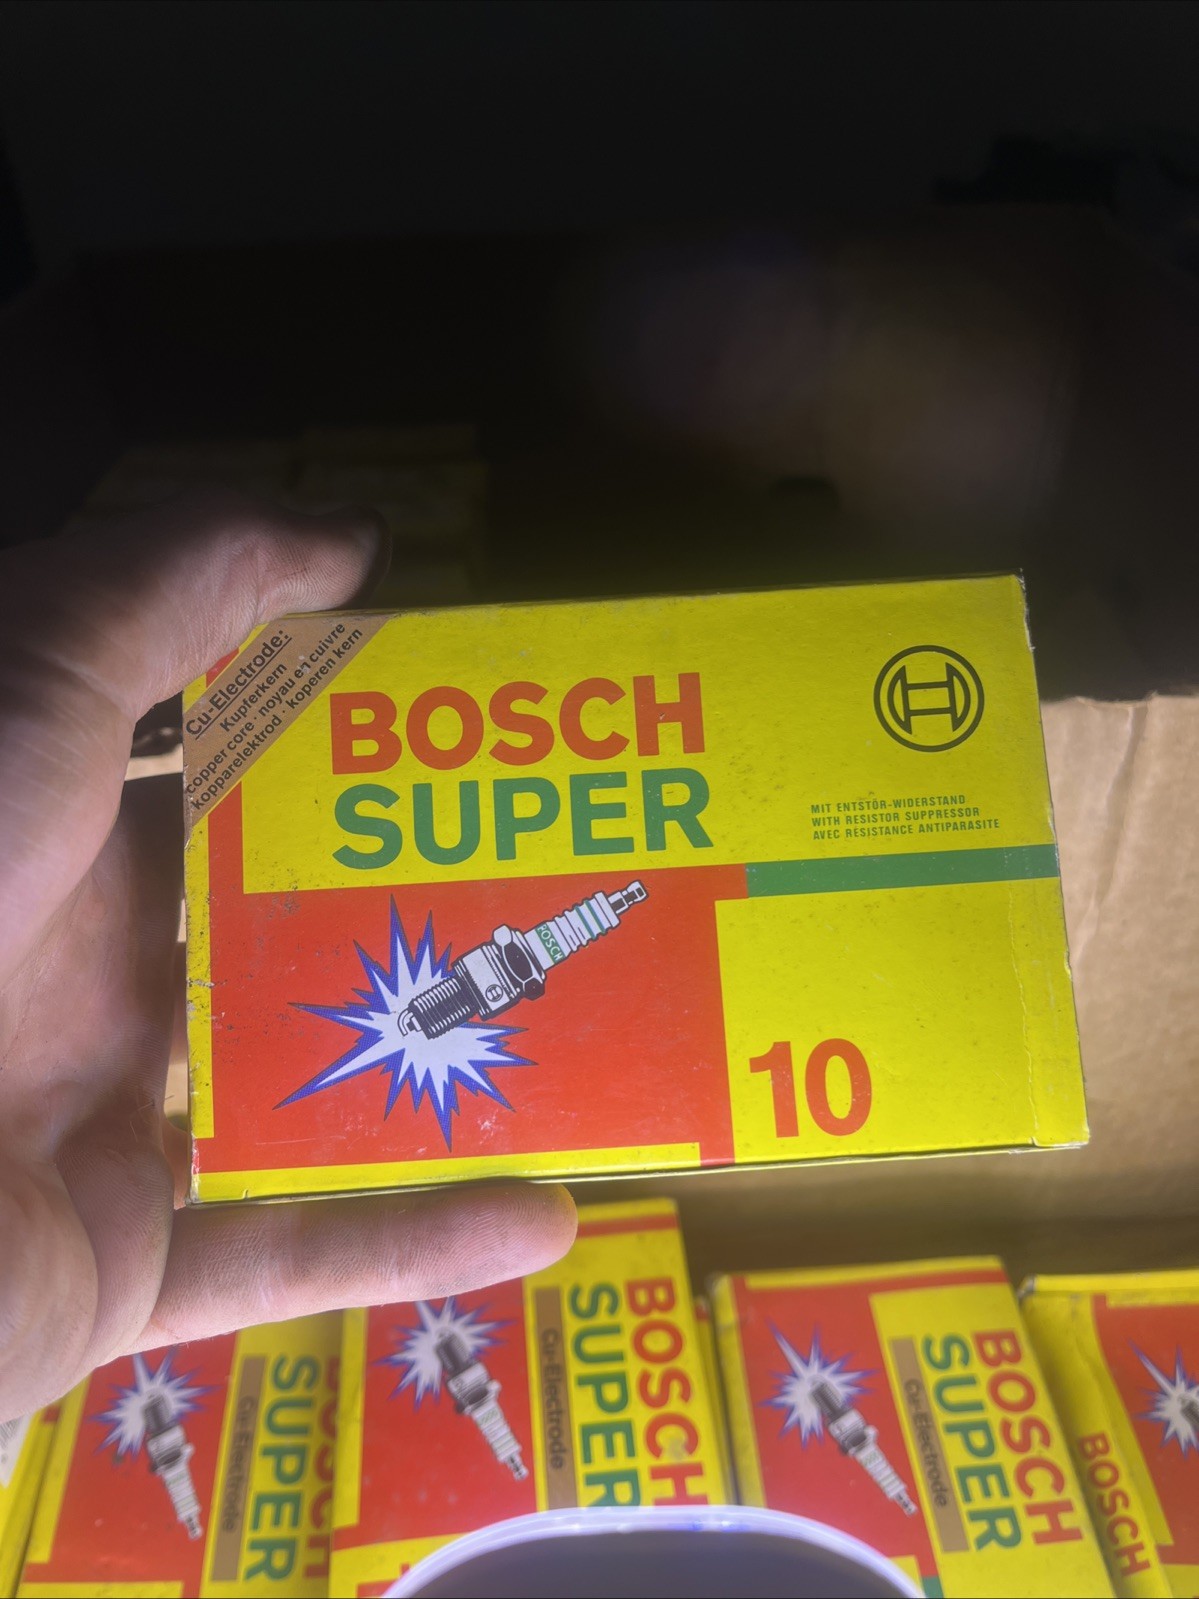 Cu-Electrode:
Kupferkern
copper core · noyau en cuivre
kopparelektrod · koperen kern
BOSCH
SUPER
MIT ENTSTÖR-WIDERSTAND
WITH RESISTOR SUPPRESSOR
AVEC RÉSISTANCE ANTIPARASITE
BOSCH
10
BOSCH
SUPER
Cu-Electrode
BOSCH
SUPER
Cu-Electrode
BOSCH
SUPER
Cu-Electrode
BOSCH